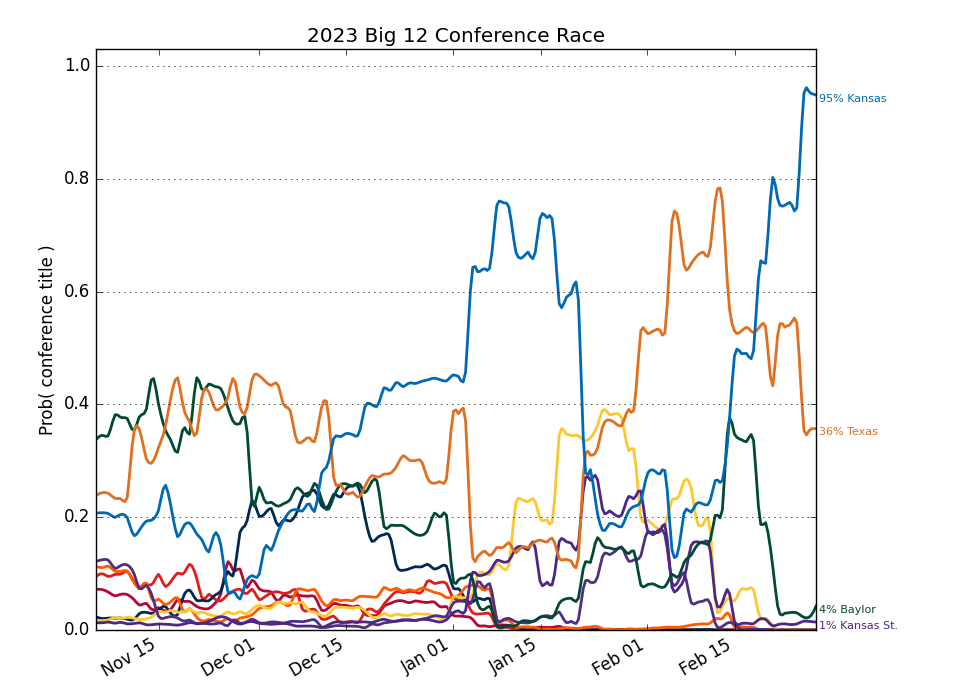 2023 Big 12 Conference Race
Prob( conference title )
1.0
0.8
0.6
0.4
0.2
0.0
Nov 15
Dec 01
Dec 15
Jan 01
Jan 15
Feb 01
Feb 15
95% Kansas
36% Texas
4% Baylor
1% Kansas St.